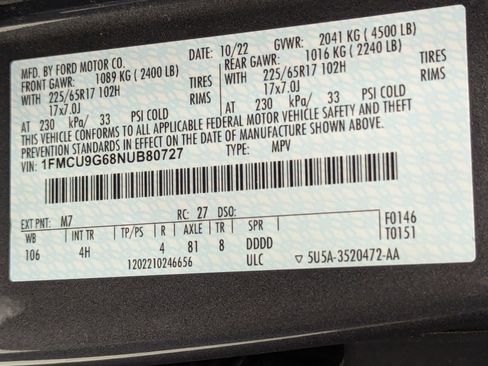 MFD. BY FORD MOTOR CO. DATE: 10/22 GVWR: 2041 KG ( 4500 LB)
FRONT GAWR: 1089 KG ( 2400 LB) REAR GAWR: 1016 KG ( 2240 LB)
WITH 225/65R17 102H TIRES WITH 225/65R17 102H TIRES
17x7.0J RIMS 17x7.0J RIMS
AT 230 kPa/ 33 PSI COLD AT 230 kPa/ 33 PSI COLD
THIS VEHICLE CONFORMS TO ALL APPLICABLE FEDERAL MOTOR VEHICLE SAFETY AND THEFT
PREVENTION STANDARDS IN EFFECT ON THE DATE OF MANUFACTURE SHOWN ABOVE.
VIN: 1FMCU9G68NUB80727 TYPE: MPV
EXT PNT: M7 RC: 27 DSO: F0146
WB INT TR TP/PS R AXLE TR SPR T0151
106 4H 4 81 8 DDDD
1202210246656 ULC ▽ 5U5A-3520472-AA